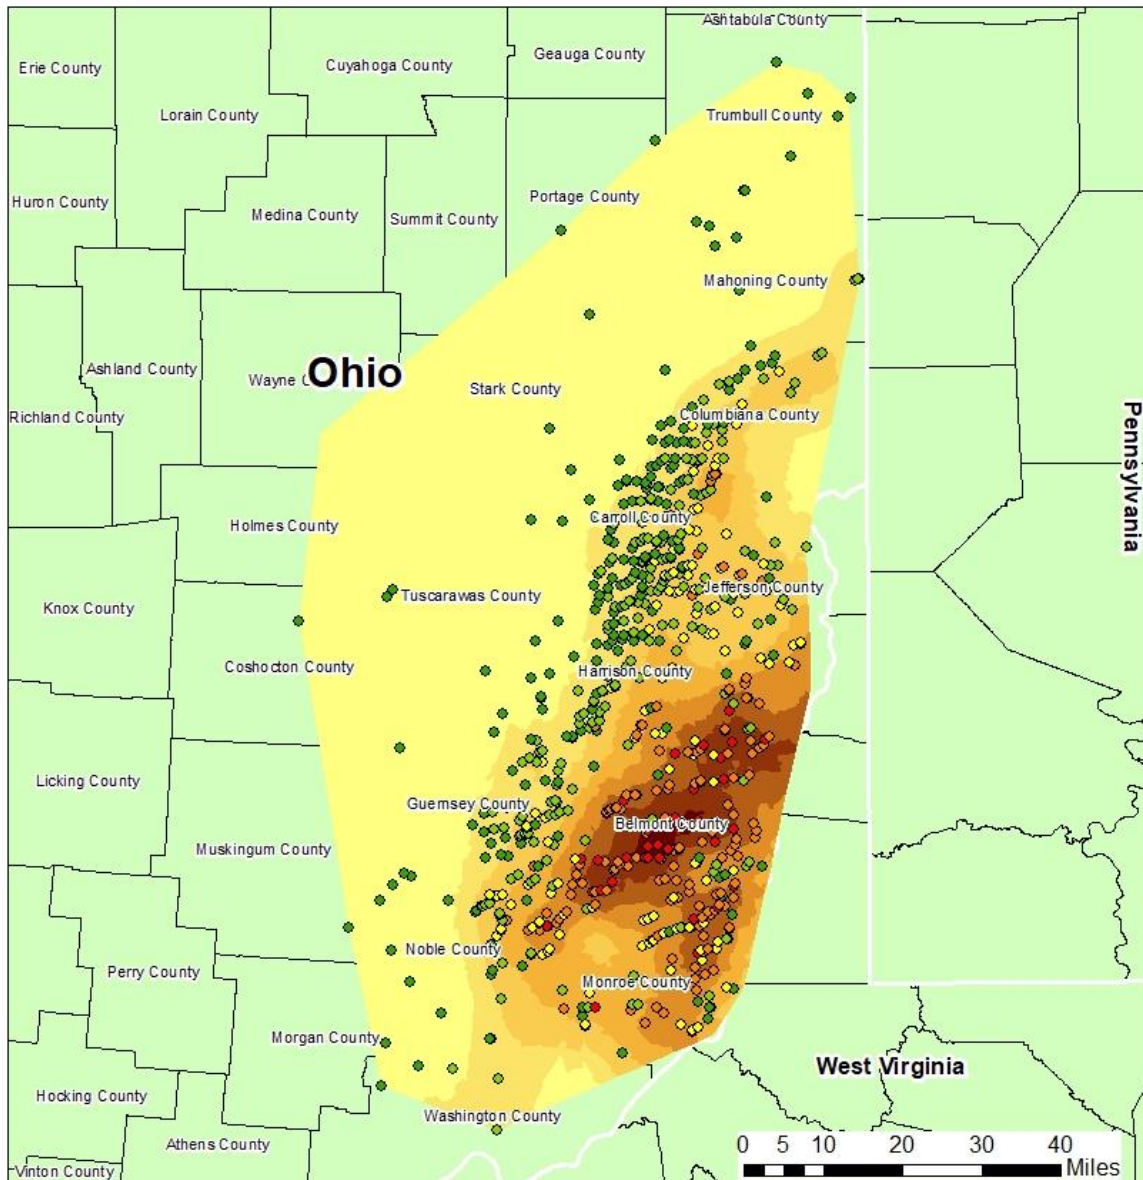 Ashtabula County
Geauga County
Cuyahoga County
Erie County
Lorain County
Trumbull County
Huron County
Portage County
Medina County
Summit County
Mahoning County
Ashland County
Wayne C
Ohio
Stark County
Richland County
Columbiana County
Pennsylvania
Carroll County
Holmes County
Jefferson County
Tuscarawas County
Knox County
Coshocton County
Harrison County
Licking County
Guernsey County
Belmont County
Muskingum County
Noble County
Perry County
Monroe County
Morgan County
West Virginia
Hocking County
Washington County
Athens County
Vinton County
0 5 10 20 30 40
Miles